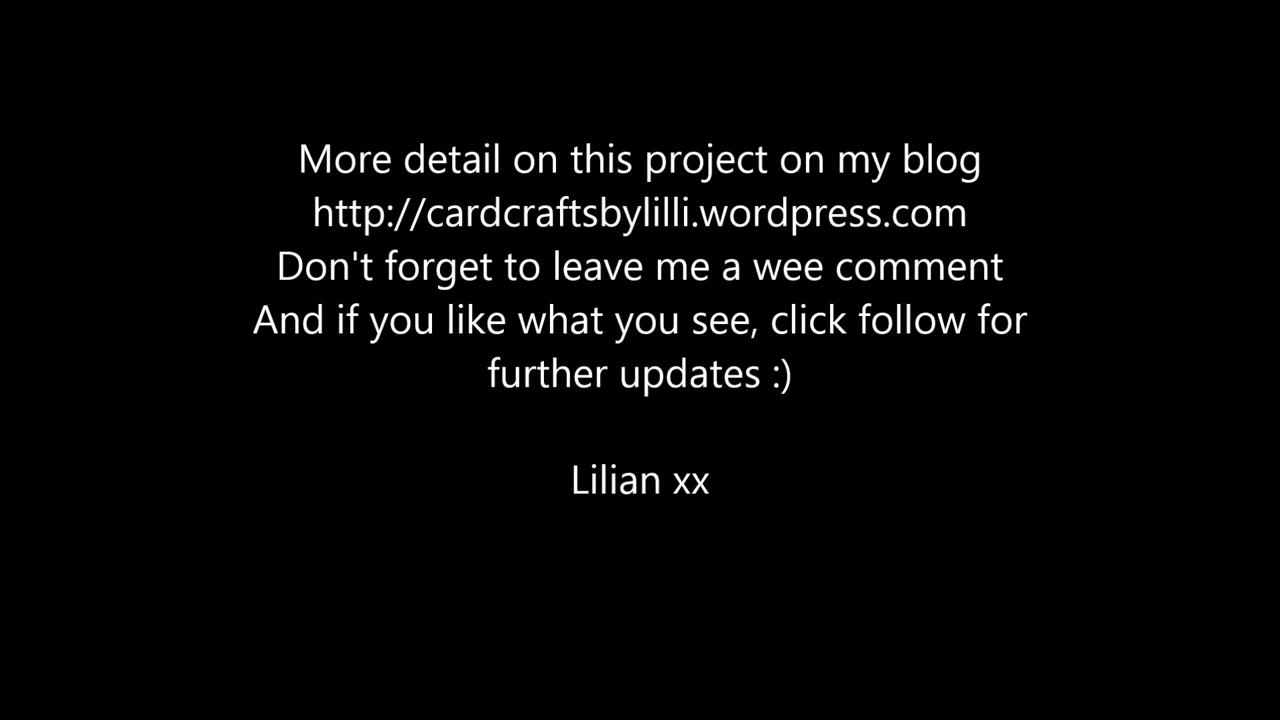 More detail on this project on my blog
http://cardcraftsbylilli.wordpress.com
Don't forget to leave me a wee comment
And if you like what you see, click follow for
further updates :)
Lilian xx